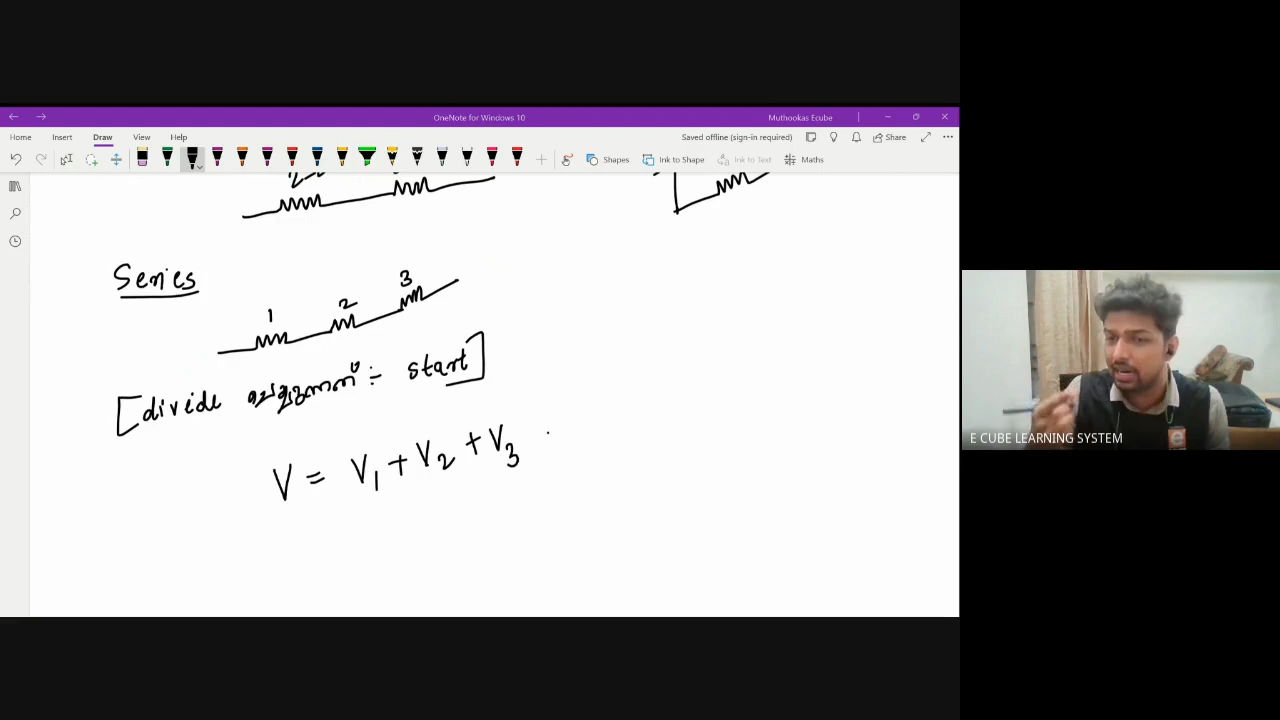 OneNote for Windows 10
Muthookas Ecube
Home Insert Draw View Help
Saved offline (sign-in required)
Share
Shapes
Ink to Shape
Ink to Text
Maths
Series
1 2 3
[divide start]
V = V₁ + V₂ + V₃
E CUBE LEARNING SYSTEM